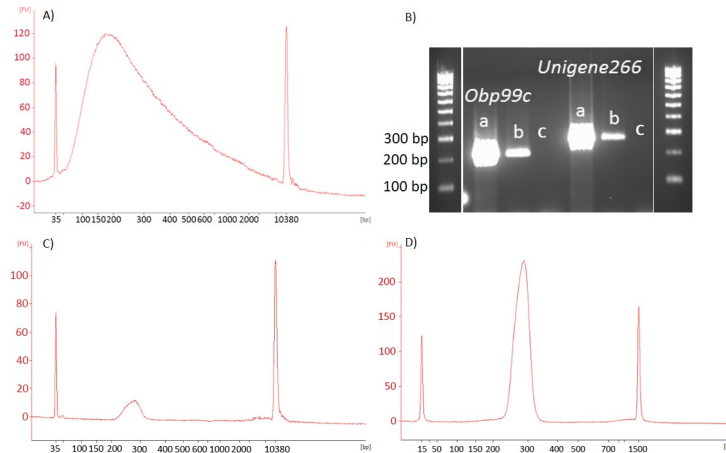 A)
[FU]
120
100
80
60
40
20
0
-20
35 100 150 200 300 400 500 600 1000 2000 10380 [bp]
B)
Obp99c
Unigene266
a b c a b c
300 bp
200 bp
100 bp
C)
[FU]
100
80
60
40
20
0
35 100 200 300 400 500 600 1000 2000 10380 [bp]
D)
[FU]
200
150
100
50
0
15 50 100 150 200 300 400 500 700 1500